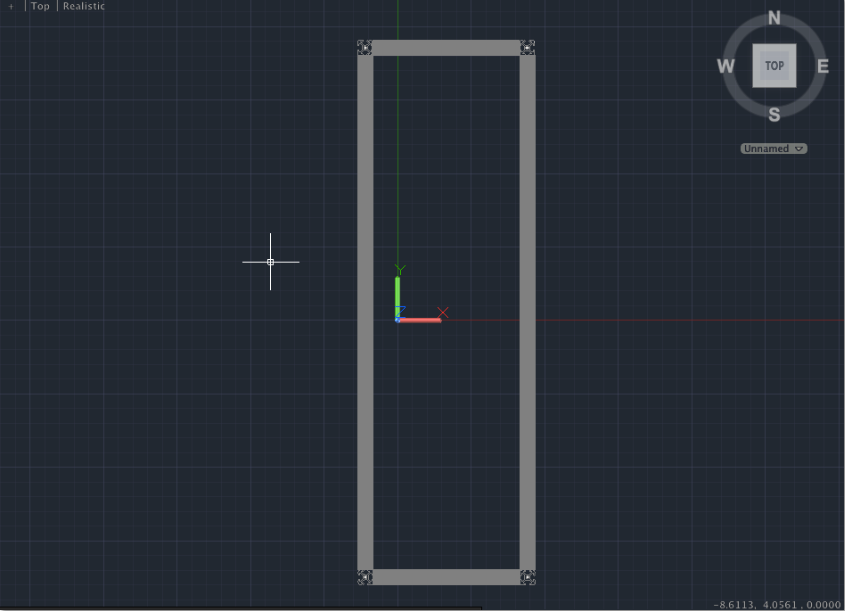 + | Top | Realistic
N
W TOP E
S
Unnamed
Y
X
-8.6113, 4.0561 , 0.0000